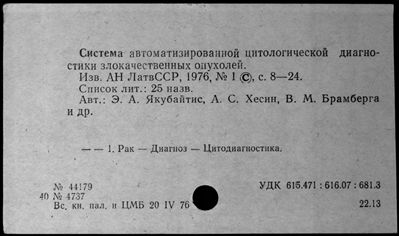 Система автоматизированной цитологической диагно-
стики злокачественных опухолей.
Изв. АН ЛатвССР, 1976, № 1 ©, с. 8—24.
Список лит.: 25 назв.
Авт.: Э. А. Якубайтис, А. С. Хесин, В. М. Брамберга
и др.
— — 1. Рак — Диагноз — Цитодиагностика.
№ 44179
40 № 4737
Вс. кн. пал. и ЦМБ 20 IV 76
УДК 615.471 : 616.07 : 681.3
22.13